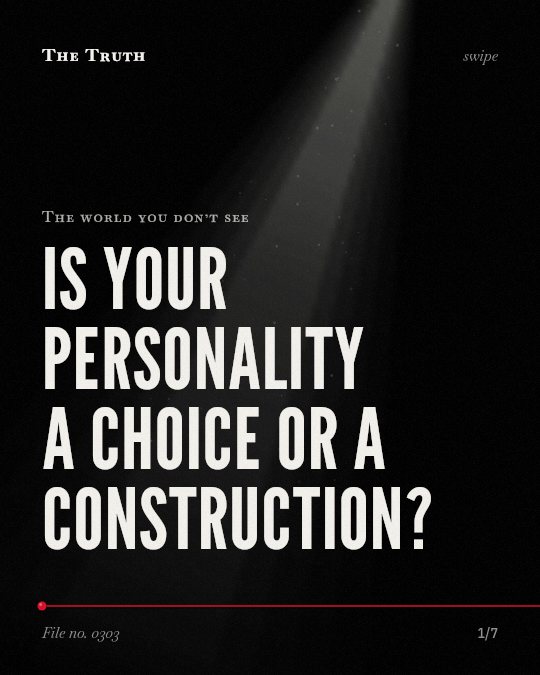 The Truth
swipe
The world you don't see
IS YOUR
PERSONALITY
A CHOICE OR A
CONSTRUCTION?
File no. 0303
1/7